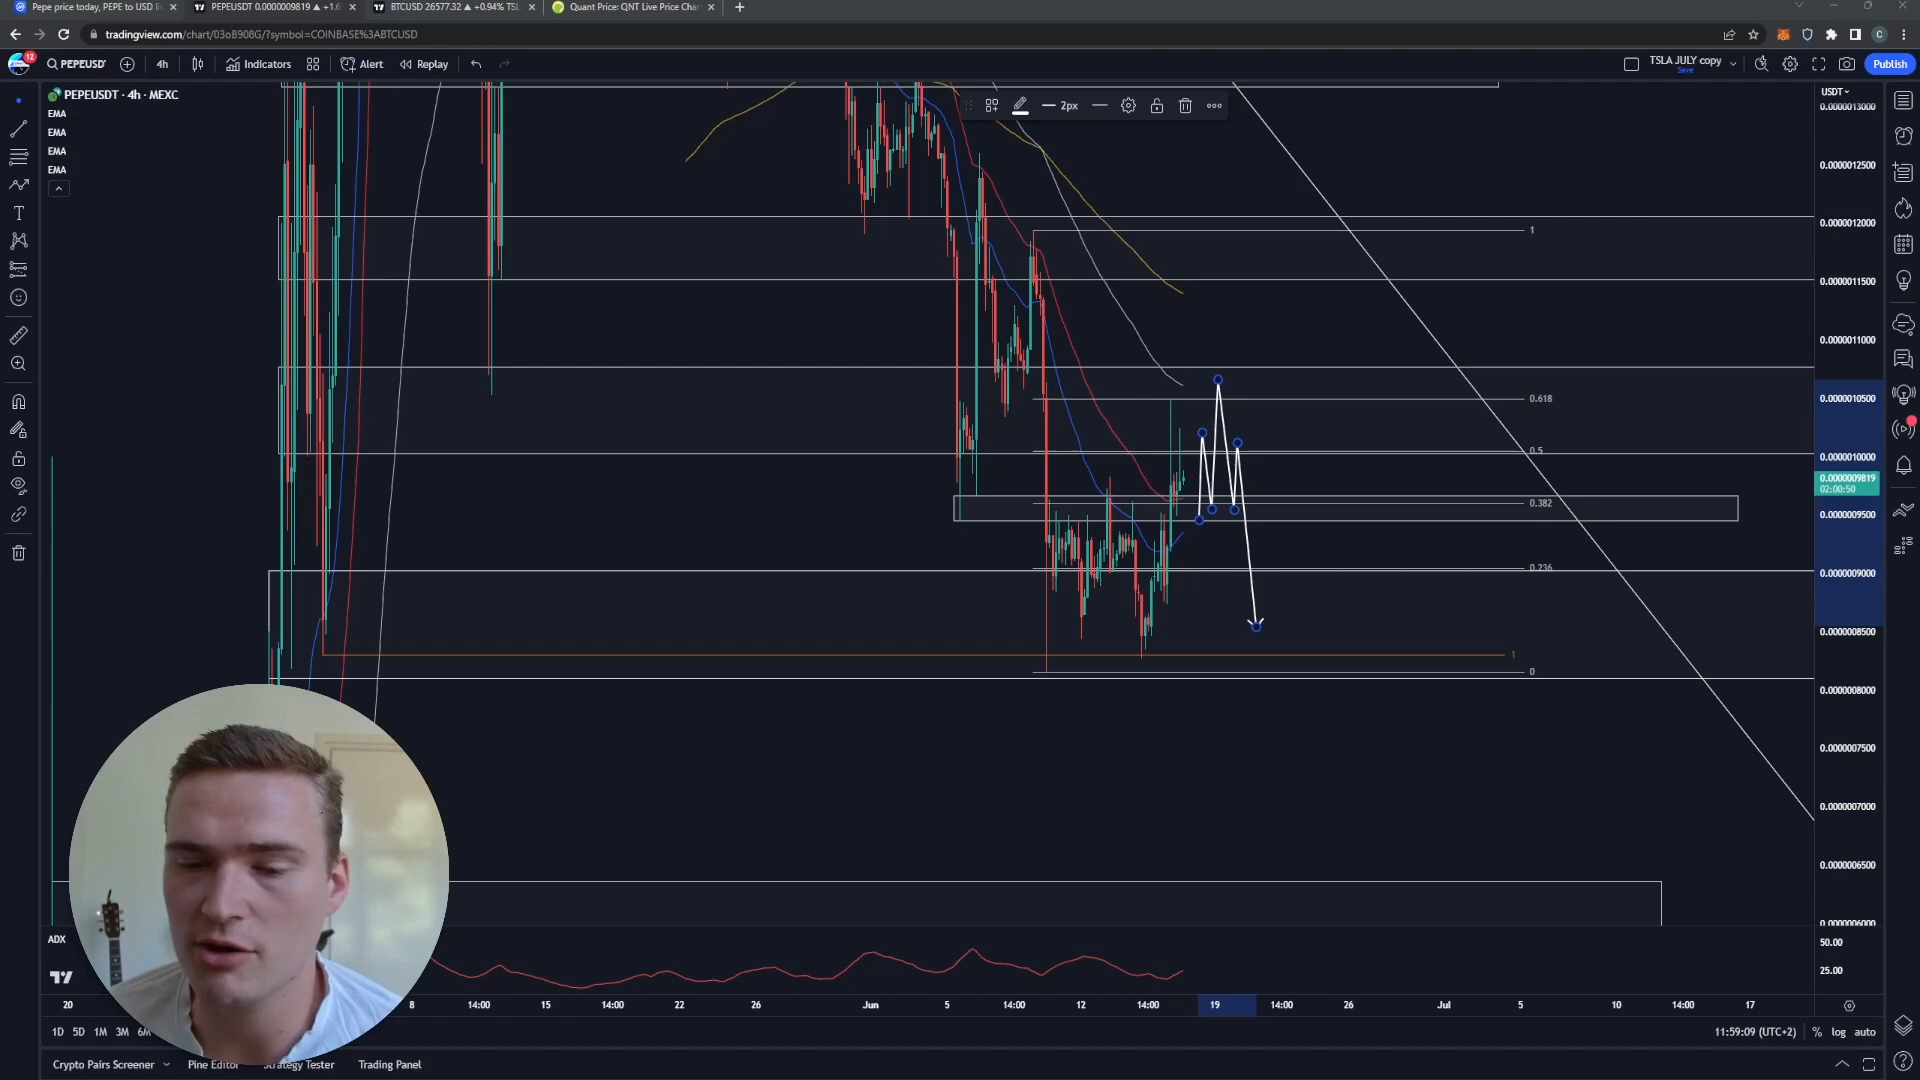 Pepe price today, PEPE to USD li
PEPEUSDT 0.0000009819 ▲ +1.6
BTCUSD 26577.32 ▲ +0.94% TSL
Quant Price: QNT Live Price Char
tradingview.com/chart/03oB908G/?symbol=COINBASE%3ABTCUSD
C
12
PEPEUSDT
4h
Indicators
Alert
Replay
TSLA JULY copy
Save
Publish
PEPEUSDT · 4h · MEXC
EMA
EMA
EMA
EMA
2px
USDT
0.0000013000
0.0000012500
0.0000012000
0.0000011500
0.0000011000
0.0000010500
0.0000010000
0.0000009819
02:00:50
0.0000009500
0.0000009000
0.0000008500
0.0000008000
0.0000007500
0.0000007000
0.0000006500
0.0000006000
1
0.618
0.5
0.382
0.236
1
0
ADX
50.00
25.00
20
8
14:00
15
14:00
22
26
Jun
5
14:00
12
14:00
19
14:00
26
Jul
5
10
14:00
17
1D 5D 1M 3M 6M
11:59:09 (UTC+2)
% log auto
Crypto Pairs Screener
Pine Editor
Strategy Tester
Trading Panel